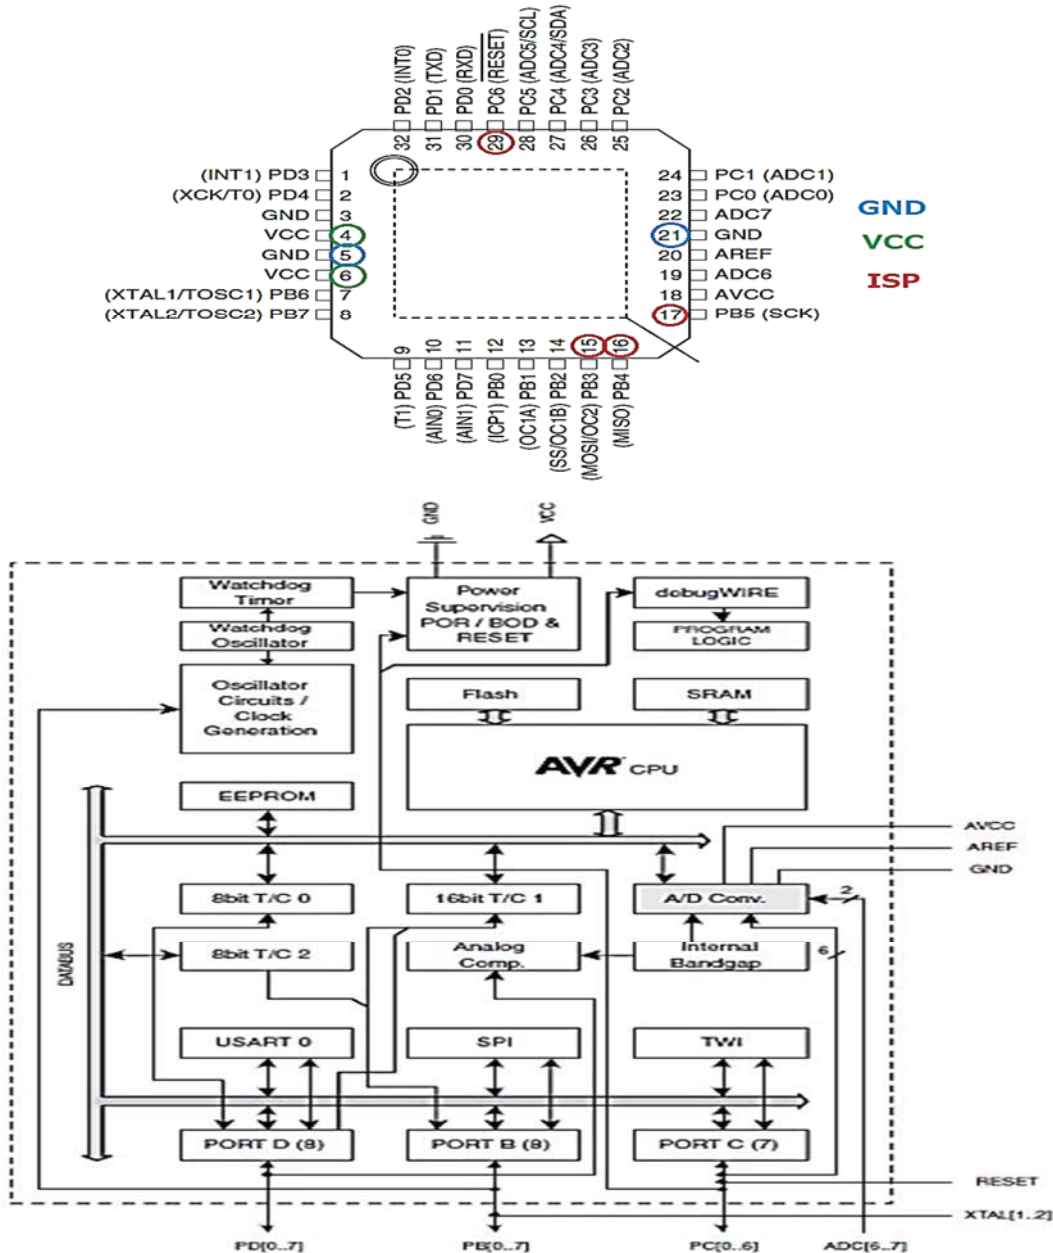 32 PD2 (INT0)
31 PD1 (TXD)
30 PD0 (RXD)
29 PC6 (RESET)
28 PC5 (ADC5/SCL)
27 PC4 (ADC4/SDA)
26 PC3 (ADC3)
25 PC2 (ADC2)
(INT1) PD3 1
(XCK/T0) PD4 2
GND 3
VCC 4
GND 5
VCC 6
(XTAL1/TOSC1) PB6 7
(XTAL2/TOSC2) PB7 8
24 PC1 (ADC1)
23 PC0 (ADC0)
22 ADC7
21 GND
20 AREF
19 ADC6
18 AVCC
17 PB5 (SCK)
GND
VCC
ISP
(T1) PD5 9
(AIN0) PD6 10
(AIN1) PD7 11
(ICP1) PB0 12
(OC1A) PB1 13
(SS/OC1B) PB2 14
(MOSI/OC2) PB3 15
(MISO) PB4 16
GND
VCC
Watchdog
Timor
Watchdog
Oscillator
Oscillator
Circuits /
Clock
Generation
Power
Supervision
POR / BOD &
RESET
debugWIRE
PROGRAM
LOGIC
Flash
SRAM
AVR CPU
EEPROM
AVCC
AREF
GND
8bit T/C 0
16bit T/C 1
A/D Conv.
2
DATABUS
8bit T/C 2
Analog
Comp.
Internal
Bandgap
6
USART 0
SPI
TWI
PORT D (8)
PORT B (8)
PORT C (7)
RESET
XTAL[1..2]
PD[0..7]
PB[0..7]
PC[0..6]
ADC[6..7]